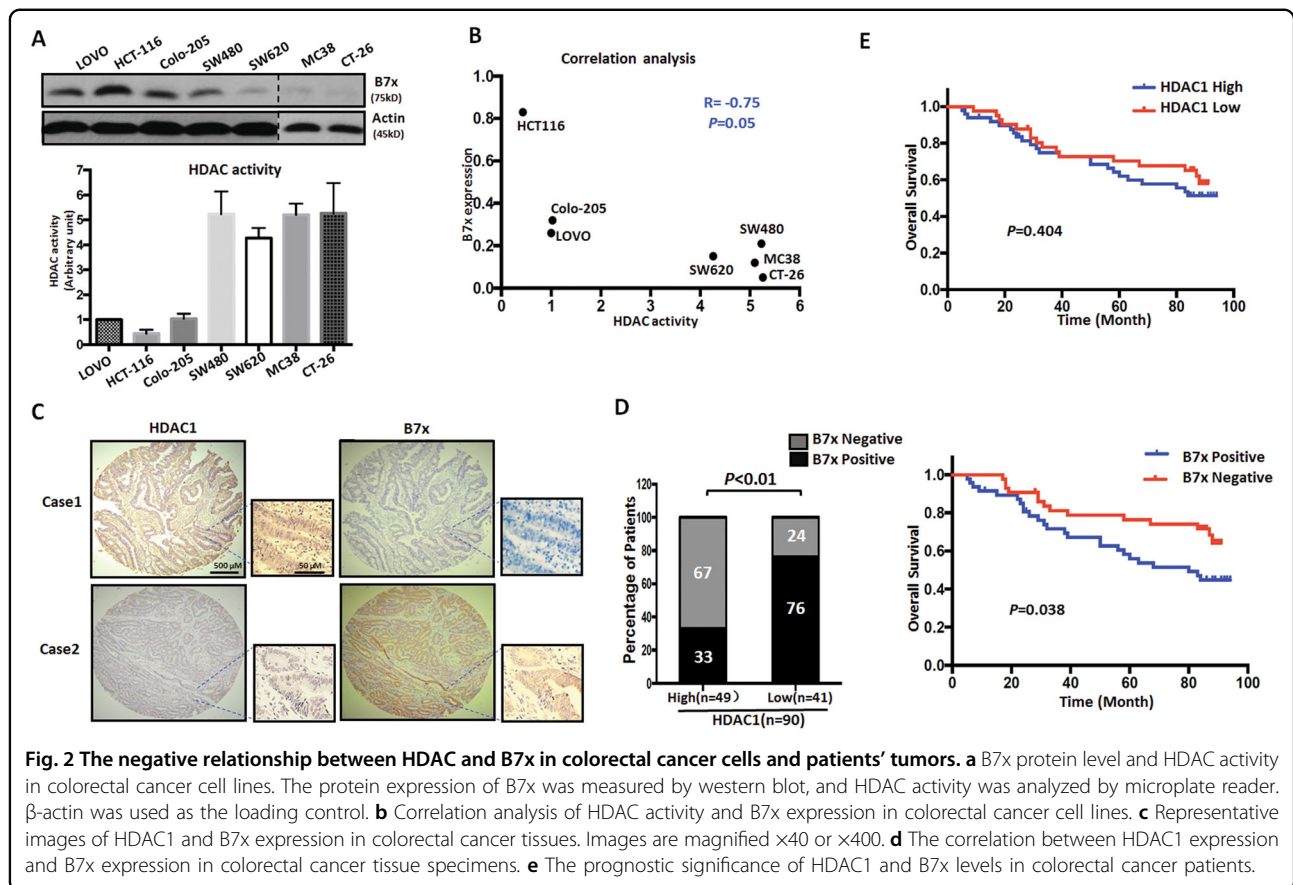 A
LOVO
HCT-116
Colo-205
SW480
SW620
MC38
CT-26
B7x
(75kD)
Actin
(45kD)
HDAC activity
HDAC activity
(Arbitrary unit)
7
6
5
4
3
2
1
0
LOVO
HCT-116
Colo-205
SW480
SW620
MC38
CT-26
B
Correlation analysis
R= -0.75
P=0.05
B7x expression
1.0
0.8
0.6
0.4
0.2
0.0
HCT116
Colo-205
LOVO
SW480
SW620
MC38
CT-26
0 1 2 3 4 5 6
HDAC activity
E
HDAC1 High
HDAC1 Low
Overall Survival
1.0
0.8
0.6
0.4
0.2
0.0
P=0.404
0 20 40 60 80 100
Time (Month)
C
HDAC1
B7x
Case1
500 μM
50 μM
Case2
D
B7x Negative
B7x Positive
P<0.01
Percentage of Patients
120
100
80
60
40
20
0
67
33
24
76
High(n=49）
Low(n=41)
HDAC1(n=90)
B7x Positive
B7x Negative
Overall Survival
1.0
0.8
0.6
0.4
0.2
0.0
P=0.038
0 20 40 60 80 100
Time (Month)
Fig. 2 The negative relationship between HDAC and B7x in colorectal cancer cells and patients’ tumors. a B7x protein level and HDAC activity
in colorectal cancer cell lines. The protein expression of B7x was measured by western blot, and HDAC activity was analyzed by microplate reader.
β-actin was used as the loading control. b Correlation analysis of HDAC activity and B7x expression in colorectal cancer cell lines. c Representative
images of HDAC1 and B7x expression in colorectal cancer tissues. Images are magnified ×40 or ×400. d The correlation between HDAC1 expression
and B7x expression in colorectal cancer tissue specimens. e The prognostic significance of HDAC1 and B7x levels in colorectal cancer patients.